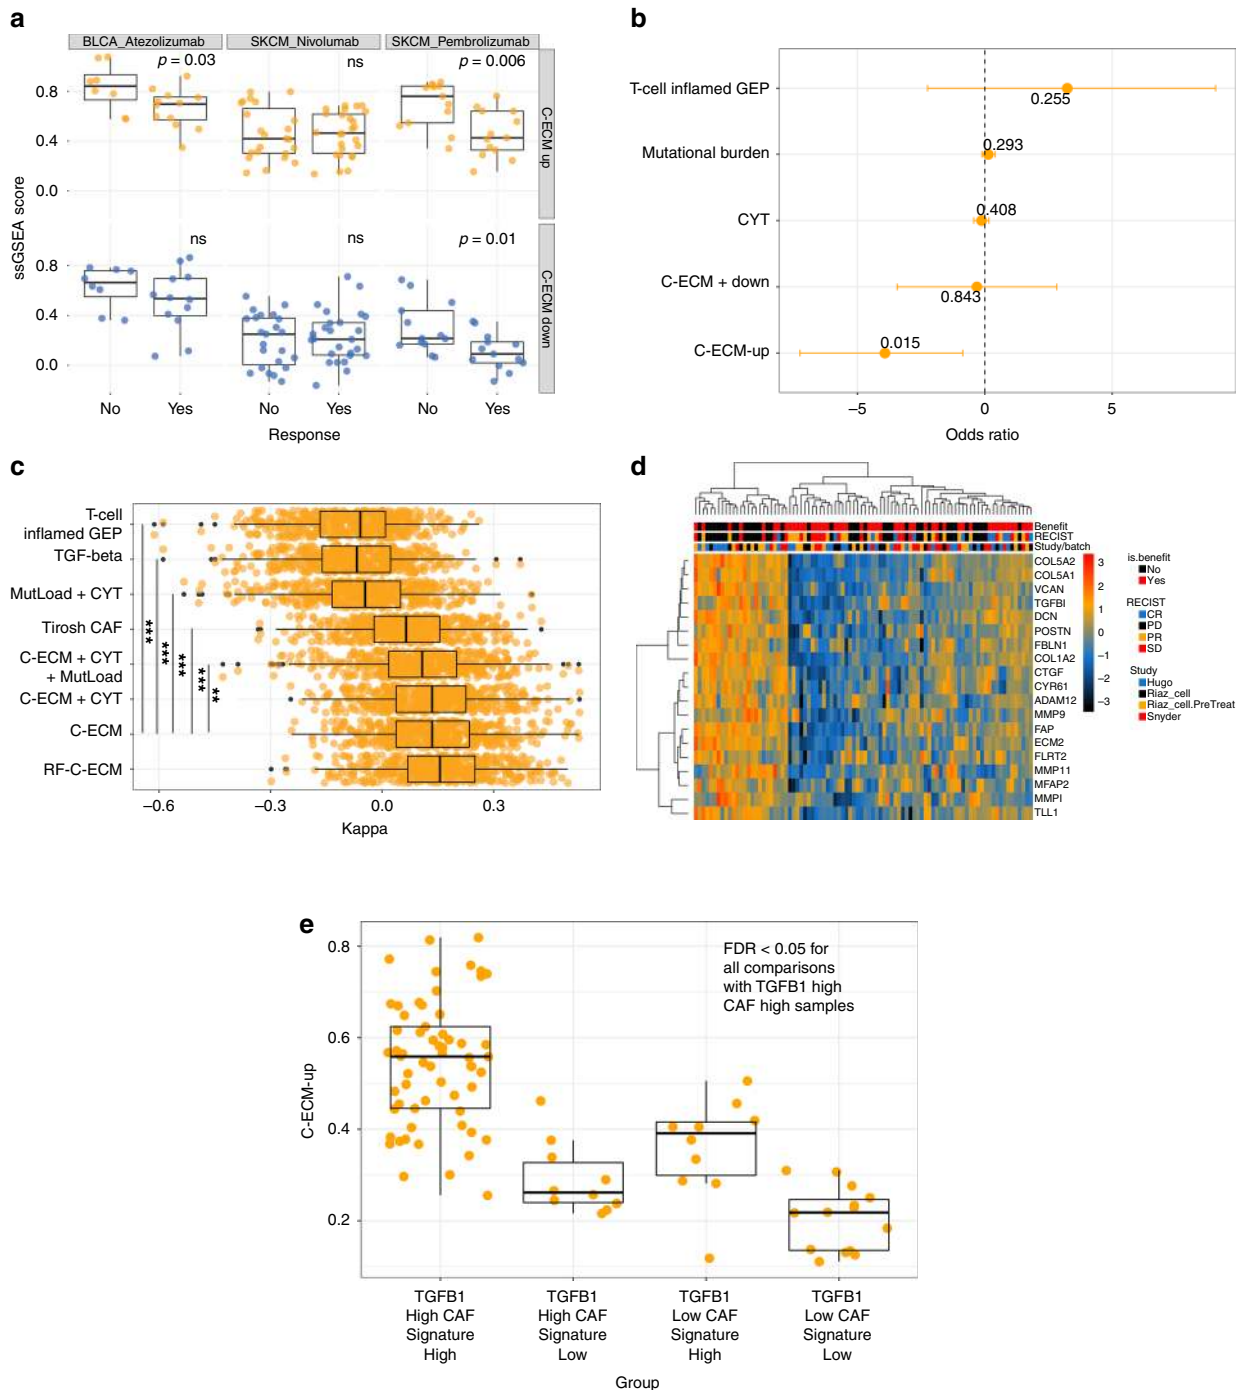 a
BLCA_Atezolizumab
SKCM_Nivolumab
SKCM_Pembrolizumab
p = 0.03
ns
p = 0.006
0.8
0.4
0.0
C-ECM up
ns
ns
p = 0.01
0.8
0.4
0.0
C-ECM down
ssGSEA score
No
Yes
No
Yes
No
Yes
Response
b
T-cell inflamed GEP
Mutational burden
CYT
C-ECM + down
C-ECM-up
0.255
0.293
0.408
0.843
0.015
−5
0
5
Odds ratio
c
T-cell
inflamed GEP
TGF-beta
MutLoad + CYT
Tirosh CAF
C-ECM + CYT
+ MutLoad
C-ECM + CYT
C-ECM
RF-C-ECM
***
***
***
***
**
−0.6
−0.3
0.0
0.3
Kappa
d
Benefit
RECIST
Study/batch
COL5A2
COL5A1
VCAN
TGFBI
DCN
POSTN
FBLN1
COL1A2
CTGF
CYR61
ADAM12
MMP9
FAP
ECM2
FLRT2
MMP11
MFAP2
MMPI
TLL1
3
2
1
0
−1
−2
−3
is.benefit
No
Yes
RECIST
CR
PD
PR
SD
Study
Hugo
Riaz_cell
Riaz_cell.PreTreat
Snyder
e
FDR < 0.05 for
all comparisons
with TGFB1 high
CAF high samples
0.8
0.6
0.4
0.2
C-ECM-up
TGFB1
High CAF
Signature
High
TGFB1
High CAF
Signature
Low
TGFB1
Low CAF
Signature
High
TGFB1
Low CAF
Signature
Low
Group